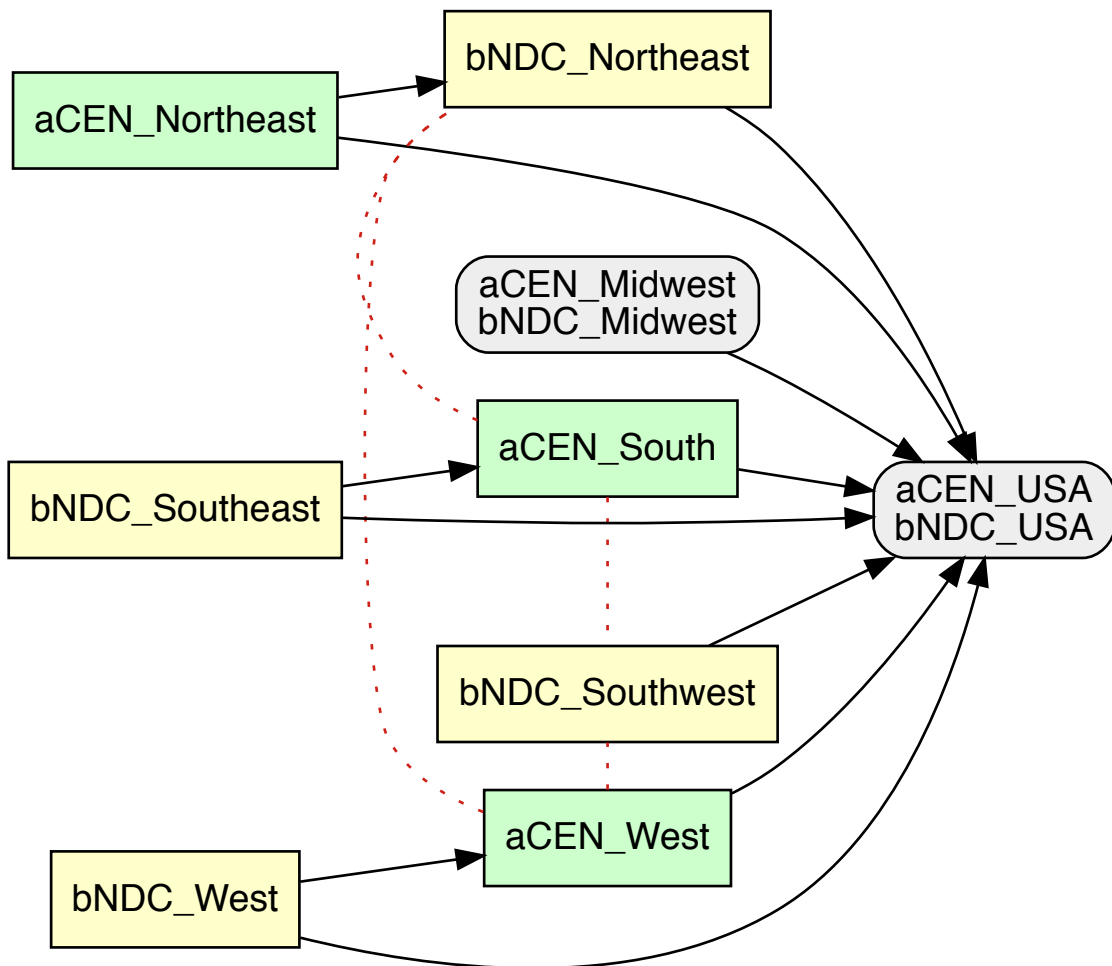 bNDC_Northeast
aCEN_Northeast
aCEN_Midwest
bNDC_Midwest
aCEN_South
bNDC_Southeast
aCEN_USA
bNDC_USA
bNDC_Southwest
aCEN_West
bNDC_West